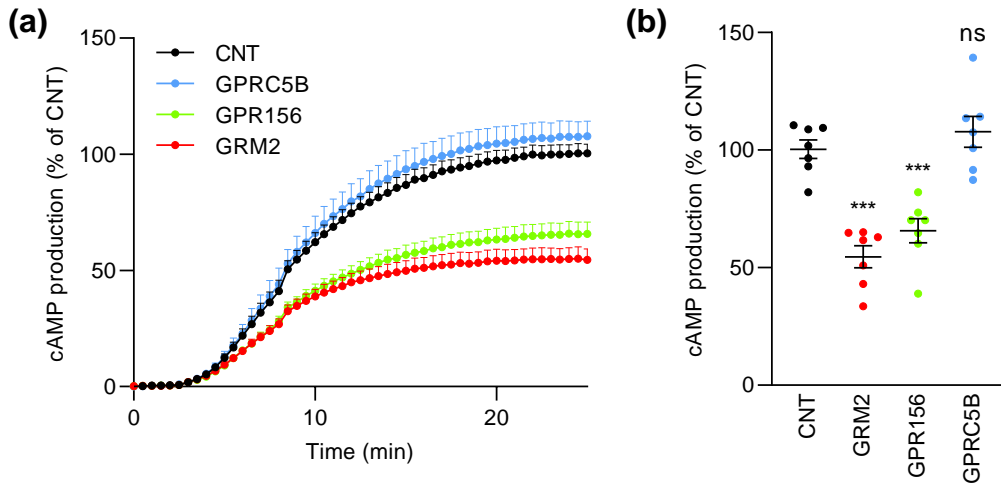 (a)
cAMP production (% of CNT)
150
100
50
0
CNT
GPRC5B
GPR156
GRM2
0
10
20
Time (min)
(b)
cAMP production (% of CNT)
150
100
50
0
ns
***
***
CNT
GRM2
GPR156
GPRC5B